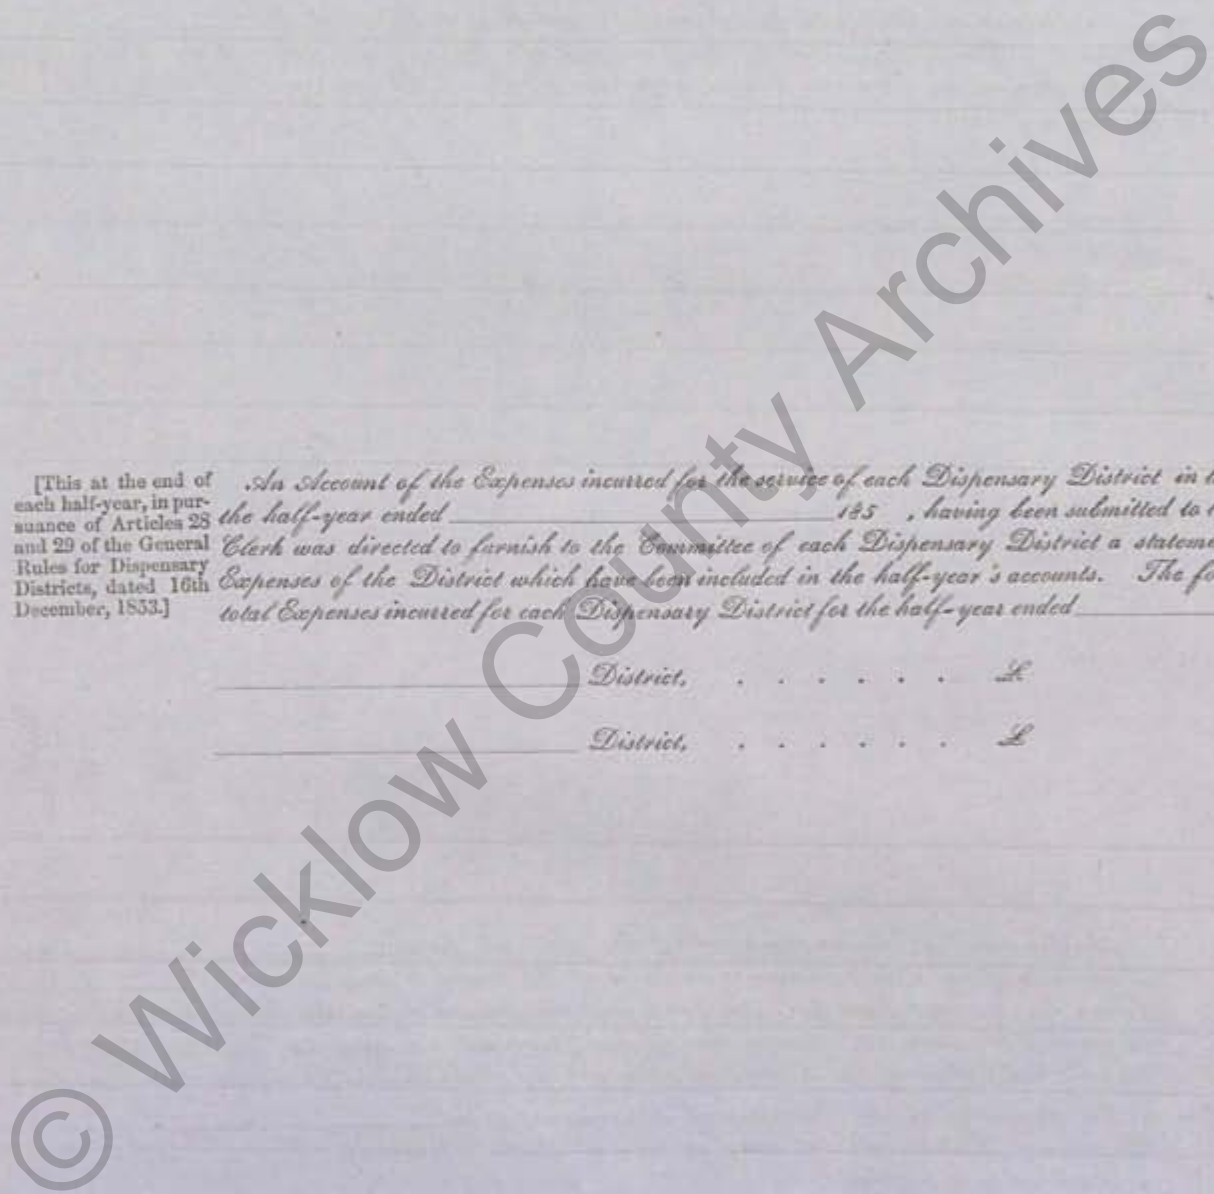 [This at the end of
each half-year, in pur-
suance of Articles 28
and 29 of the General
Rules for Dispensary
Districts, dated 16th
December, 1853.]
An Account of the Expenses incurred for the service of each Dispensary District in
the half-year ended 185 , having been submitted to
Clerk was directed to furnish to the Committee of each Dispensary District a
Expenses of the District which have been included in the half-year's accounts. The
total Expenses incurred for each Dispensary District for the half-year ended
District, . . . . . . £
District, . . . . . . £
© Wicklow County Archives